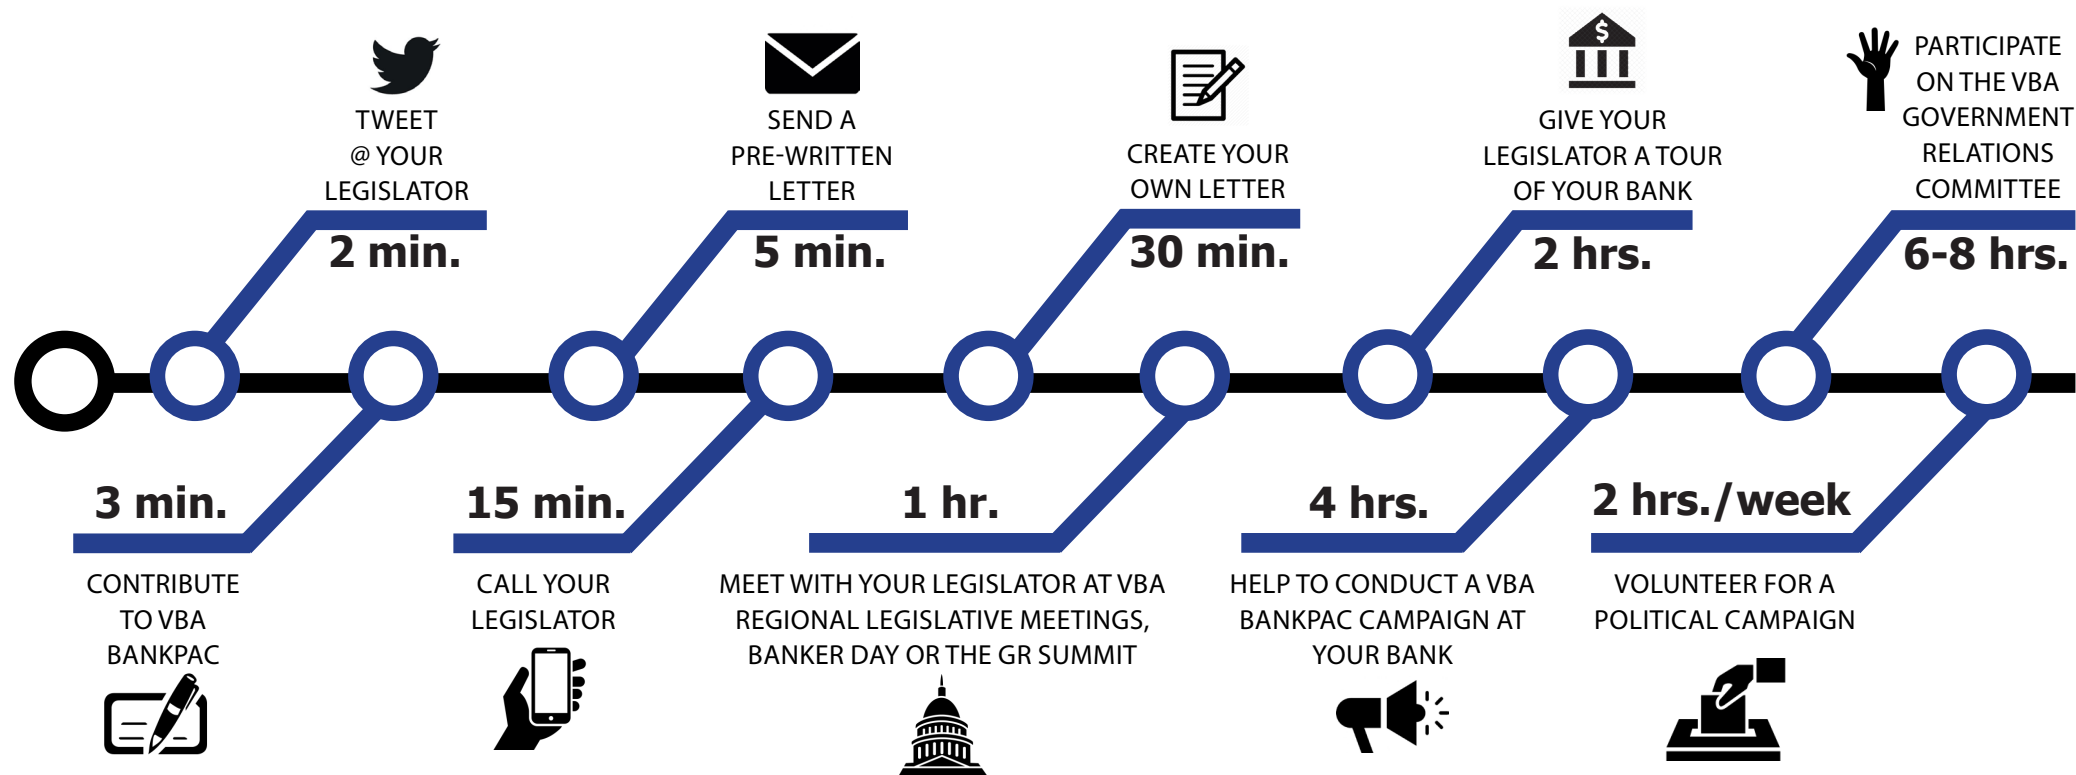 TWEET
@ YOUR
LEGISLATOR
2 min.
3 min.
CONTRIBUTE
TO VBA
BANKPAC
SEND A
PRE-WRITTEN
LETTER
5 min.
15 min.
CALL YOUR
LEGISLATOR
CREATE YOUR
OWN LETTER
30 min.
1 hr.
MEET WITH YOUR LEGISLATOR AT VBA
REGIONAL LEGISLATIVE MEETINGS,
BANKER DAY OR THE GR SUMMIT
$
GIVE YOUR
LEGISLATOR A TOUR
OF YOUR BANK
2 hrs.
4 hrs.
HELP TO CONDUCT A VBA
BANKPAC CAMPAIGN AT
YOUR BANK
PARTICIPATE
ON THE VBA
GOVERNMENT
RELATIONS
COMMITTEE
6-8 hrs.
2 hrs./week
VOLUNTEER FOR A
POLITICAL CAMPAIGN